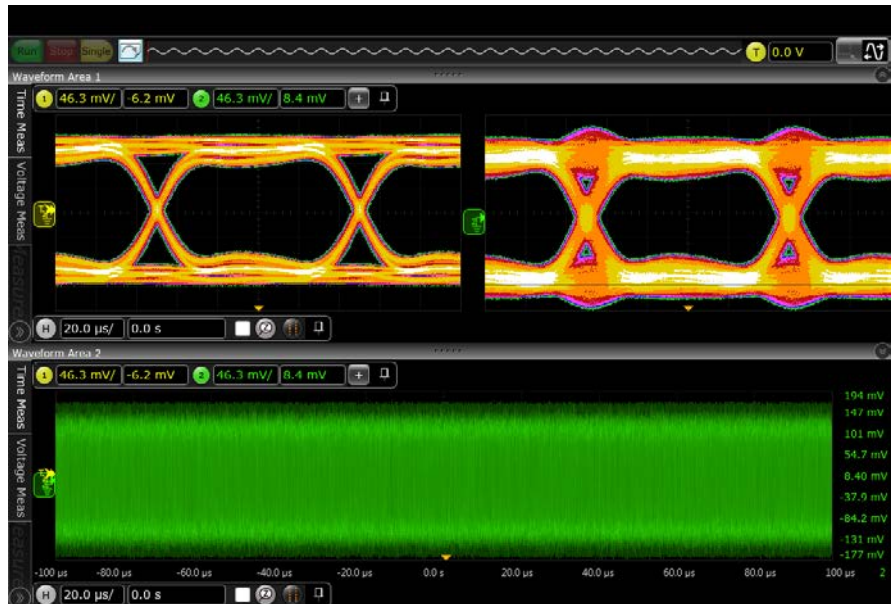 Run Stop Single T 0.0 V
Waveform Area 1
1 46.3 mV/ -6.2 mV 2 46.3 mV/ 8.4 mV +
Time Meas
Voltage Meas
H 20.0 µs/ 0.0 s
Waveform Area 2
1 46.3 mV/ -6.2 mV 2 46.3 mV/ 8.4 mV +
Time Meas
Voltage Meas
194 mV
147 mV
101 mV
54.7 mV
8.40 mV
-37.9 mV
-84.2 mV
-131 mV
-177 mV
-100 µs -80.0 µs -60.0 µs -40.0 µs -20.0 µs 0.0 s 20.0 µs 40.0 µs 60.0 µs 80.0 µs 100 µs 2
H 20.0 µs/ 0.0 s